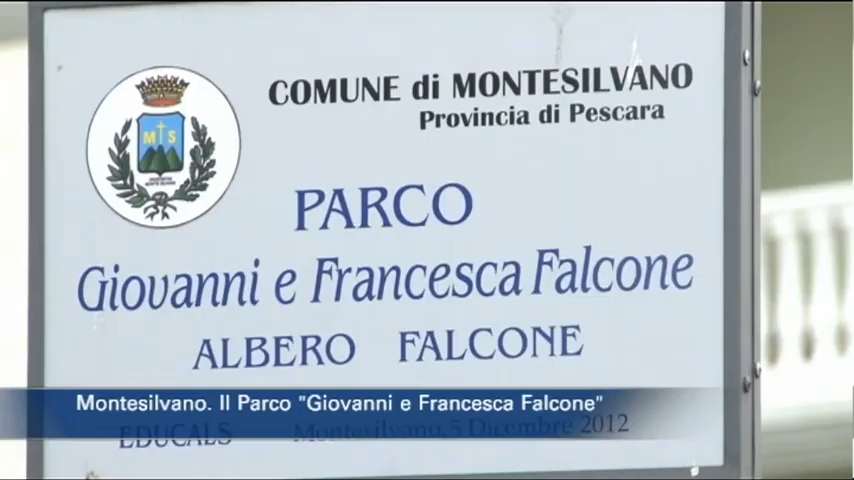 COMUNE di MONTESILVANO
Provincia di Pescara
M S
PARCO
Giovanni e Francesca Falcone
ALBERO FALCONE
Montesilvano. Il Parco "Giovanni e Francesca Falcone"
EDUCALS Montesilvano, 5 Dicembre 2012